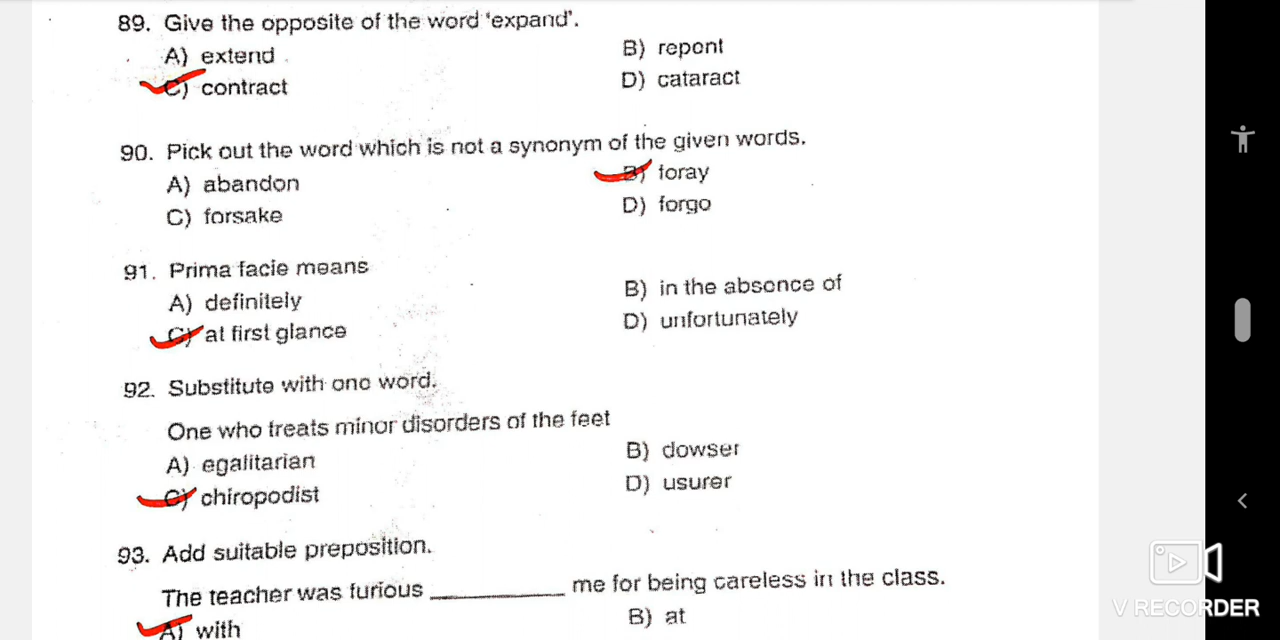 89. Give the opposite of the word 'expand'.
A) extend B) repent
C) contract D) cataract
90. Pick out the word which is not a synonym of the given words.
A) abandon B) foray
C) forsake D) forgo
91. Prima facie means
A) definitely B) in the absence of
C) at first glance D) unfortunately
92. Substitute with one word.
One who treats minor disorders of the feet
A) egalitarian B) dowser
C) chiropodist D) usurer
93. Add suitable preposition.
The teacher was furious __________ me for being careless in the class.
A) with B) at
V RECORDER